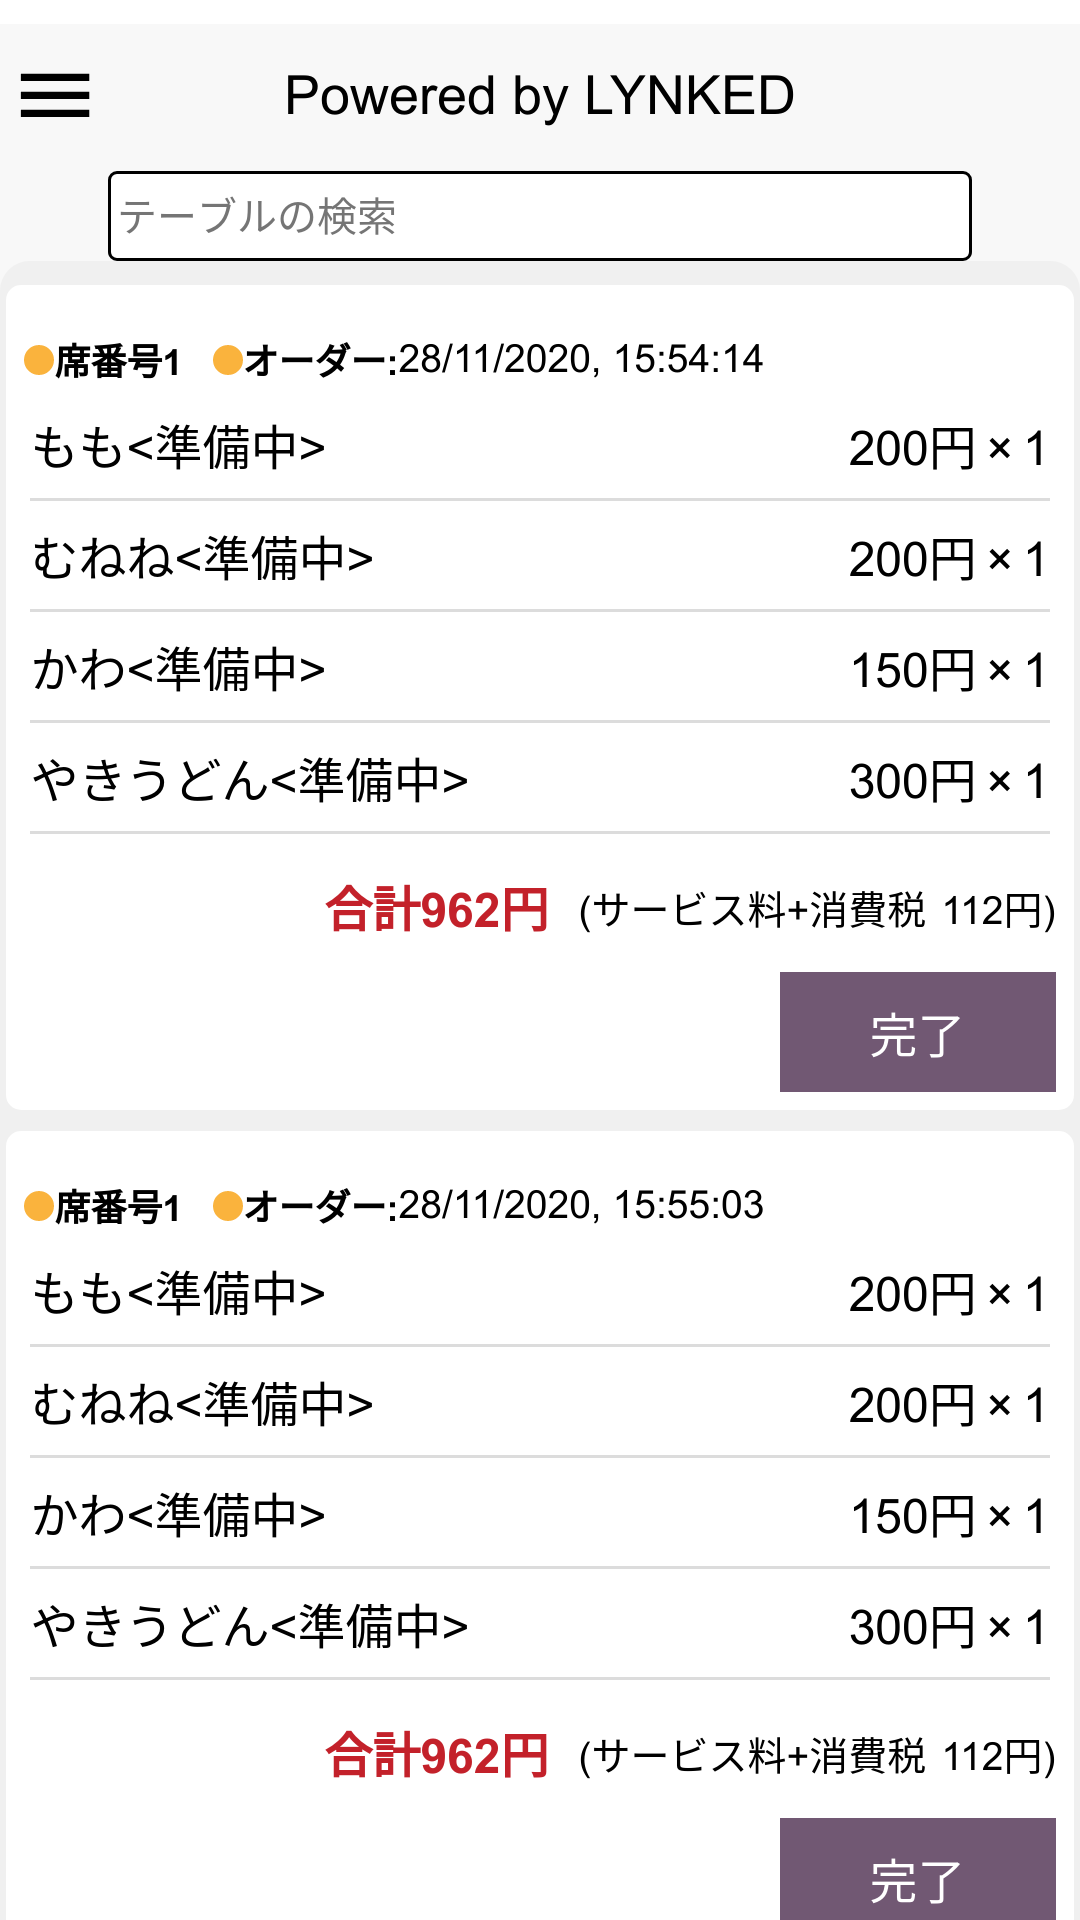 Powered by LYNKED
テーブルの検索
席番号1 オーダー:28/11/2020, 15:54:14
もも<準備中> 200円 × 1
むねね<準備中> 200円 × 1
かわ<準備中> 150円 × 1
やきうどん<準備中> 300円 × 1
合計962円 (サービス料+消費税 112円)
完了
席番号1 オーダー:28/11/2020, 15:55:03
もも<準備中> 200円 × 1
むねね<準備中> 200円 × 1
かわ<準備中> 150円 × 1
やきうどん<準備中> 300円 × 1
合計962円 (サービス料+消費税 112円)
完了